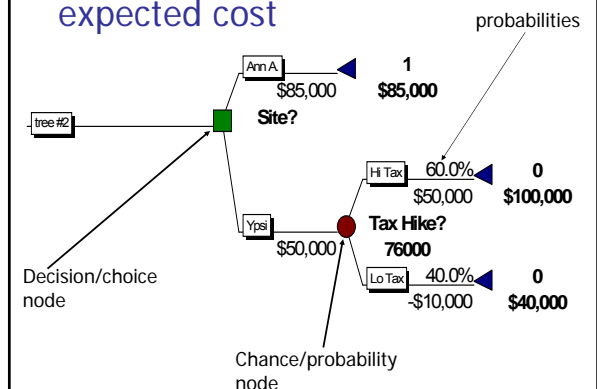 expected cost
probabilities
Ann A.
1
$85,000
$85,000
tree #2
Site?
Hi Tax
60.0%
0
$50,000
$100,000
Ypsi
Tax Hike?
$50,000
76000
Decision/choice
node
Lo Tax
40.0%
0
-$10,000
$40,000
Chance/probability
node